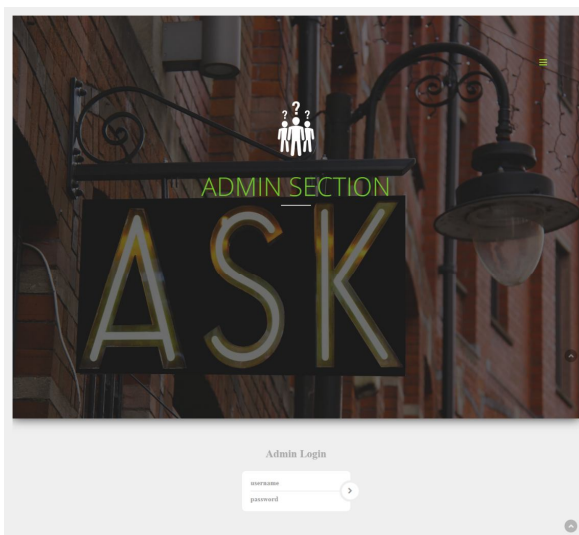 ? ? ?
ADMIN SECTION
ASK
Admin Login
username
password